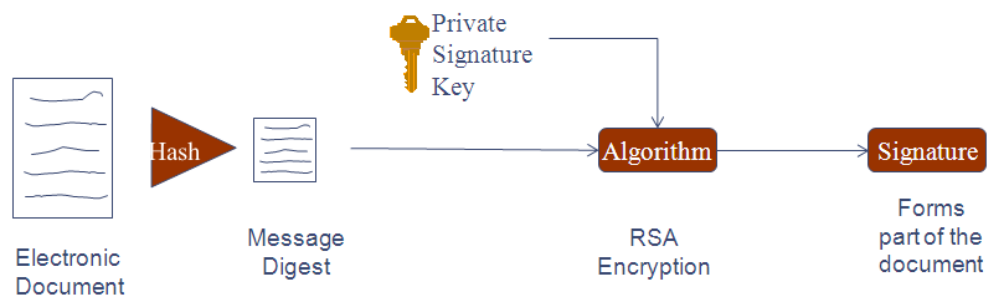 Private
Signature
Key
Hash
Algorithm
Signature
Electronic
Document
Message
Digest
RSA
Encryption
Forms
part of the
document